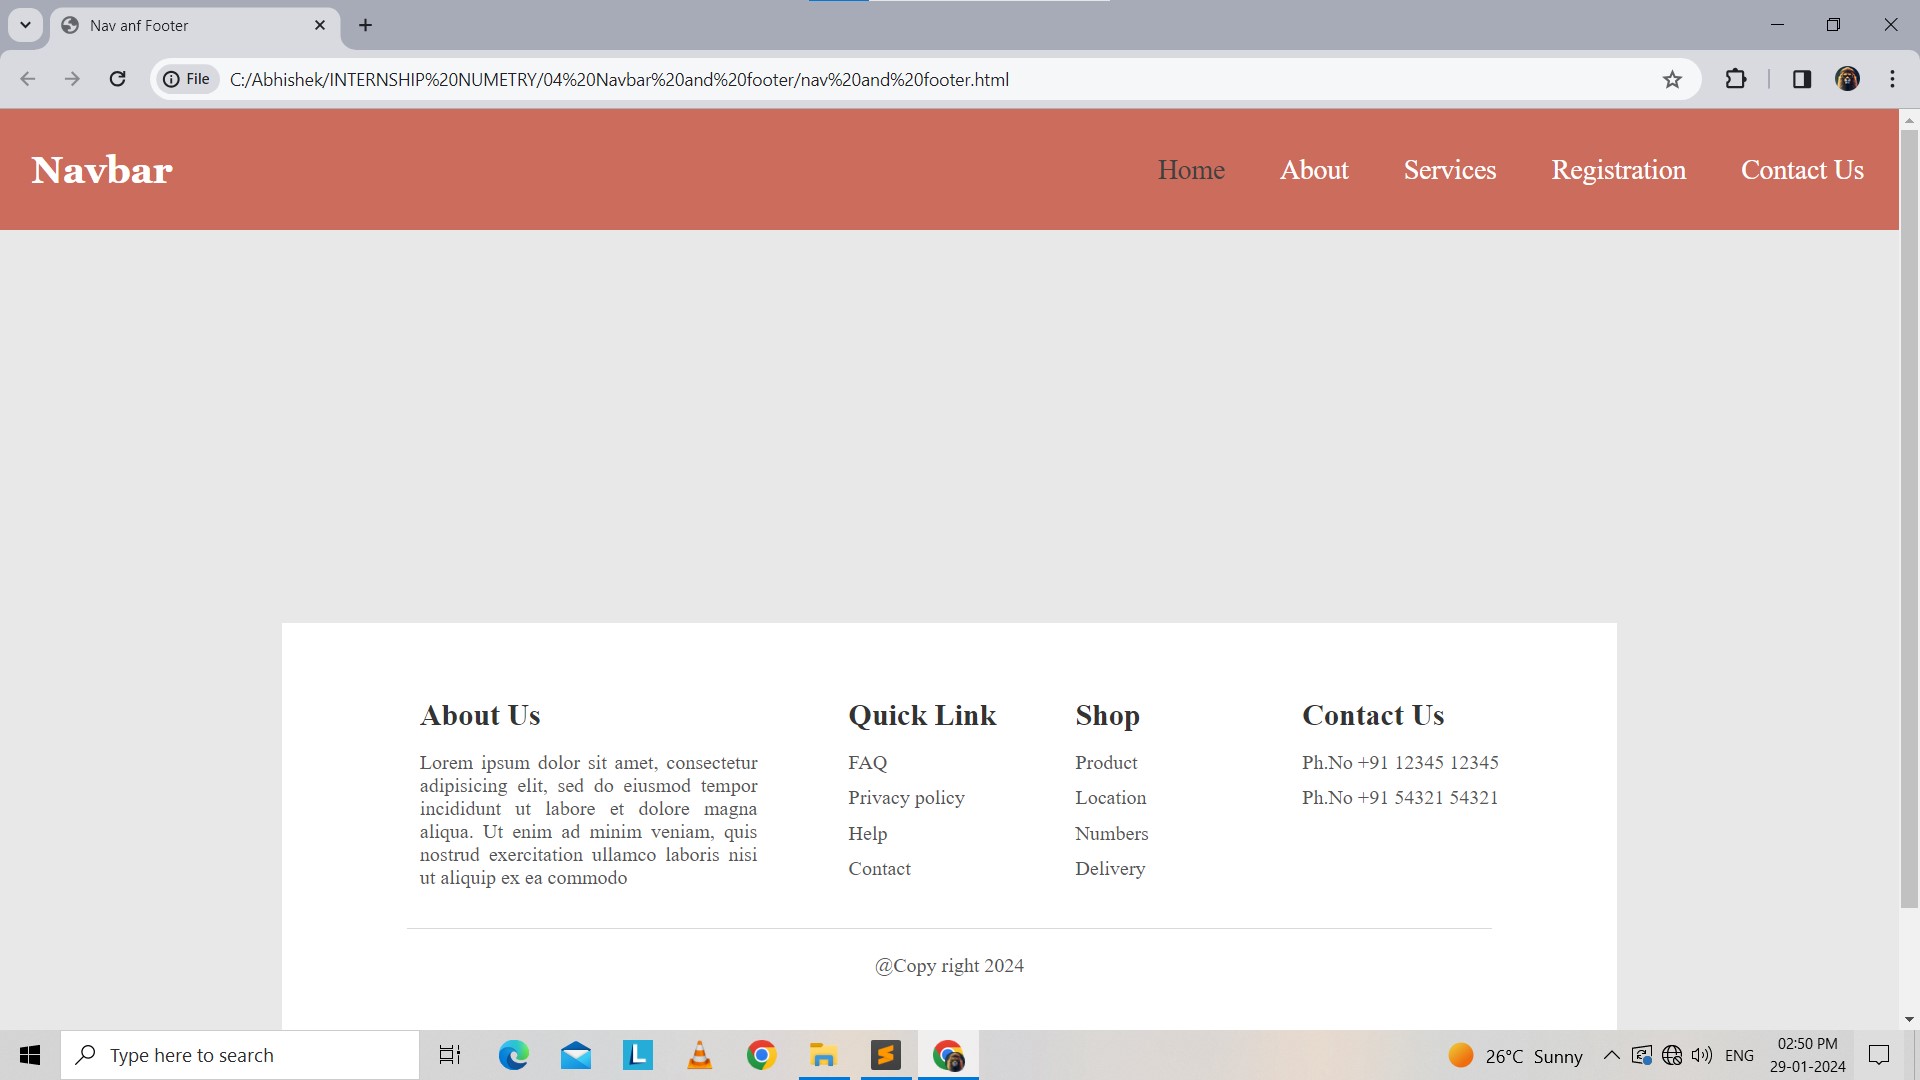 Nav anf Footer
File
C:/Abhishek/INTERNSHIP%20NUMETRY/04%20Navbar%20and%20footer/nav%20and%20footer.html
Navbar
Home
About
Services
Registration
Contact Us
About Us
Lorem ipsum dolor sit amet, consectetur
adipisicing elit, sed do eiusmod tempor
incididunt ut labore et dolore magna
aliqua. Ut enim ad minim veniam, quis
nostrud exercitation ullamco laboris nisi
ut aliquip ex ea commodo
Quick Link
FAQ
Privacy policy
Help
Contact
Shop
Product
Location
Numbers
Delivery
Contact Us
Ph.No +91 12345 12345
Ph.No +91 54321 54321
@Copy right 2024
Type here to search
L
S
26°C Sunny
ENG
02:50 PM
29-01-2024